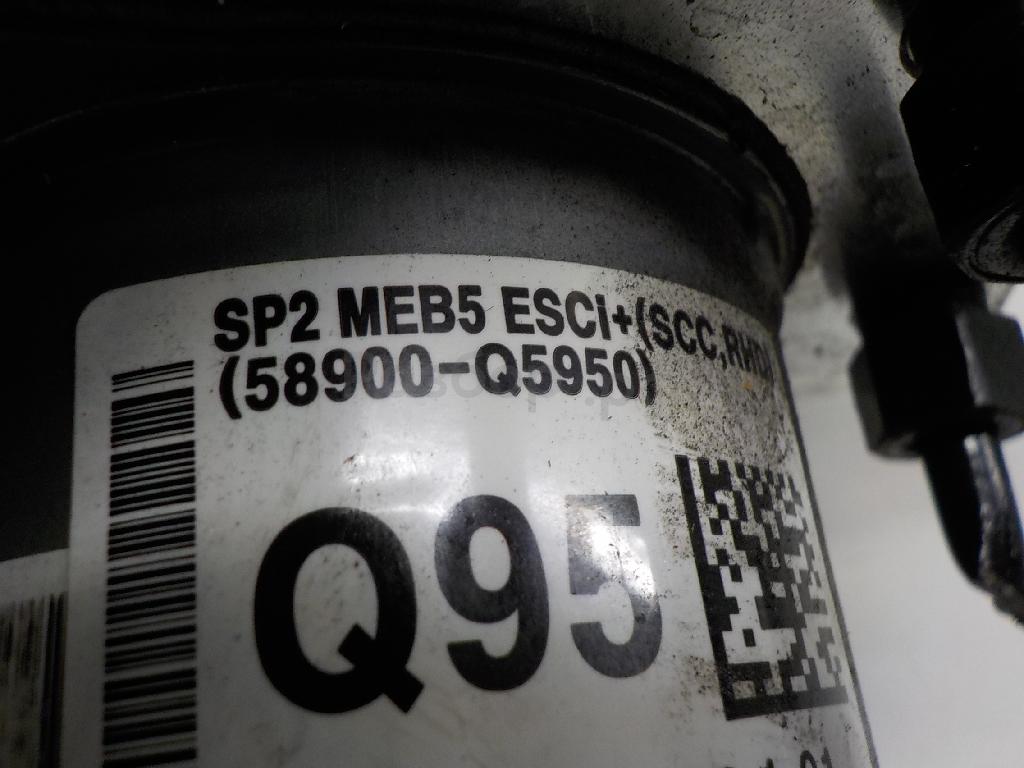 SP2 MEB5 ESCi+(SCC,RHD)
(58900-Q5950)
Q95